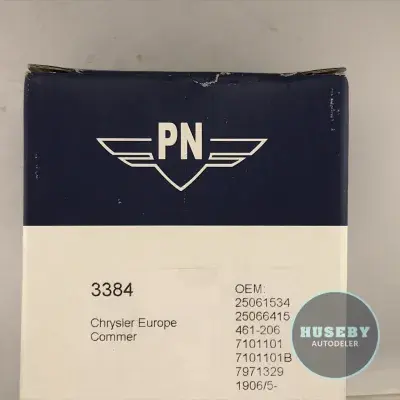 PN
3384
Chrysler Europe
Commer
OEM:
25061534
25066415
461-206
7101101
7101101B
7971329
1906/5-
HUSEBY
AUTODELER